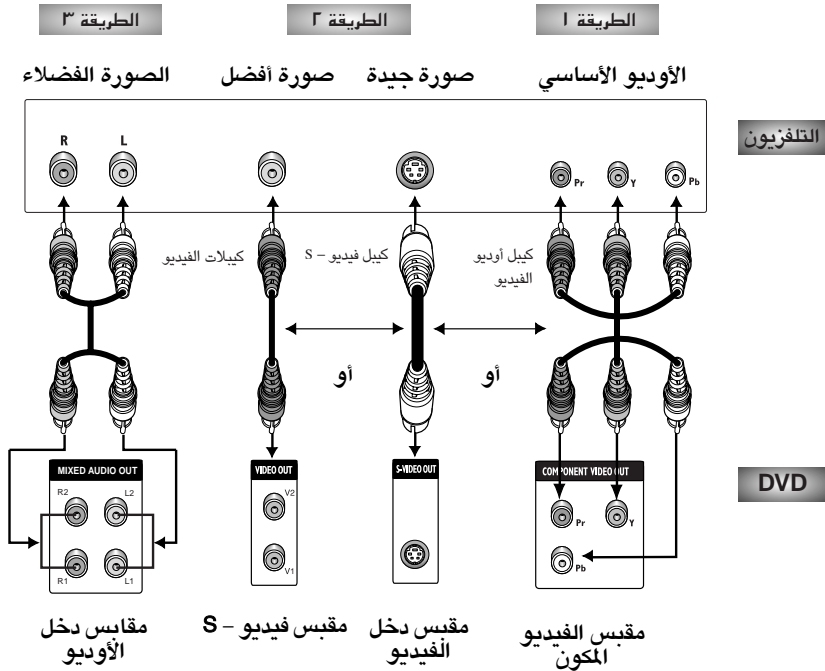 الطريقة ١
الطريقة ٢
الطريقة ٣
الأوديو الأساسي
صورة جيدة
صورة أفضل
الصورة الفضلاء
التلفزيون
R
L
Pr
Y
Pb
كيبل أوديو
الفيديو
كيبل فيديو – S
كيبلات الفيديو
أو
أو
DVD
MIXED AUDIO OUT
R2
L2
R1
L1
VIDEO OUT
V2
V1
S-VIDEO OUT
COMPONENT VIDEO OUT
Pr
Y
Pb
مقبس الفيديو
المكون
مقبس دخل
الفيديو
مقبس فيديو – S
مقابس دخل
الأوديو